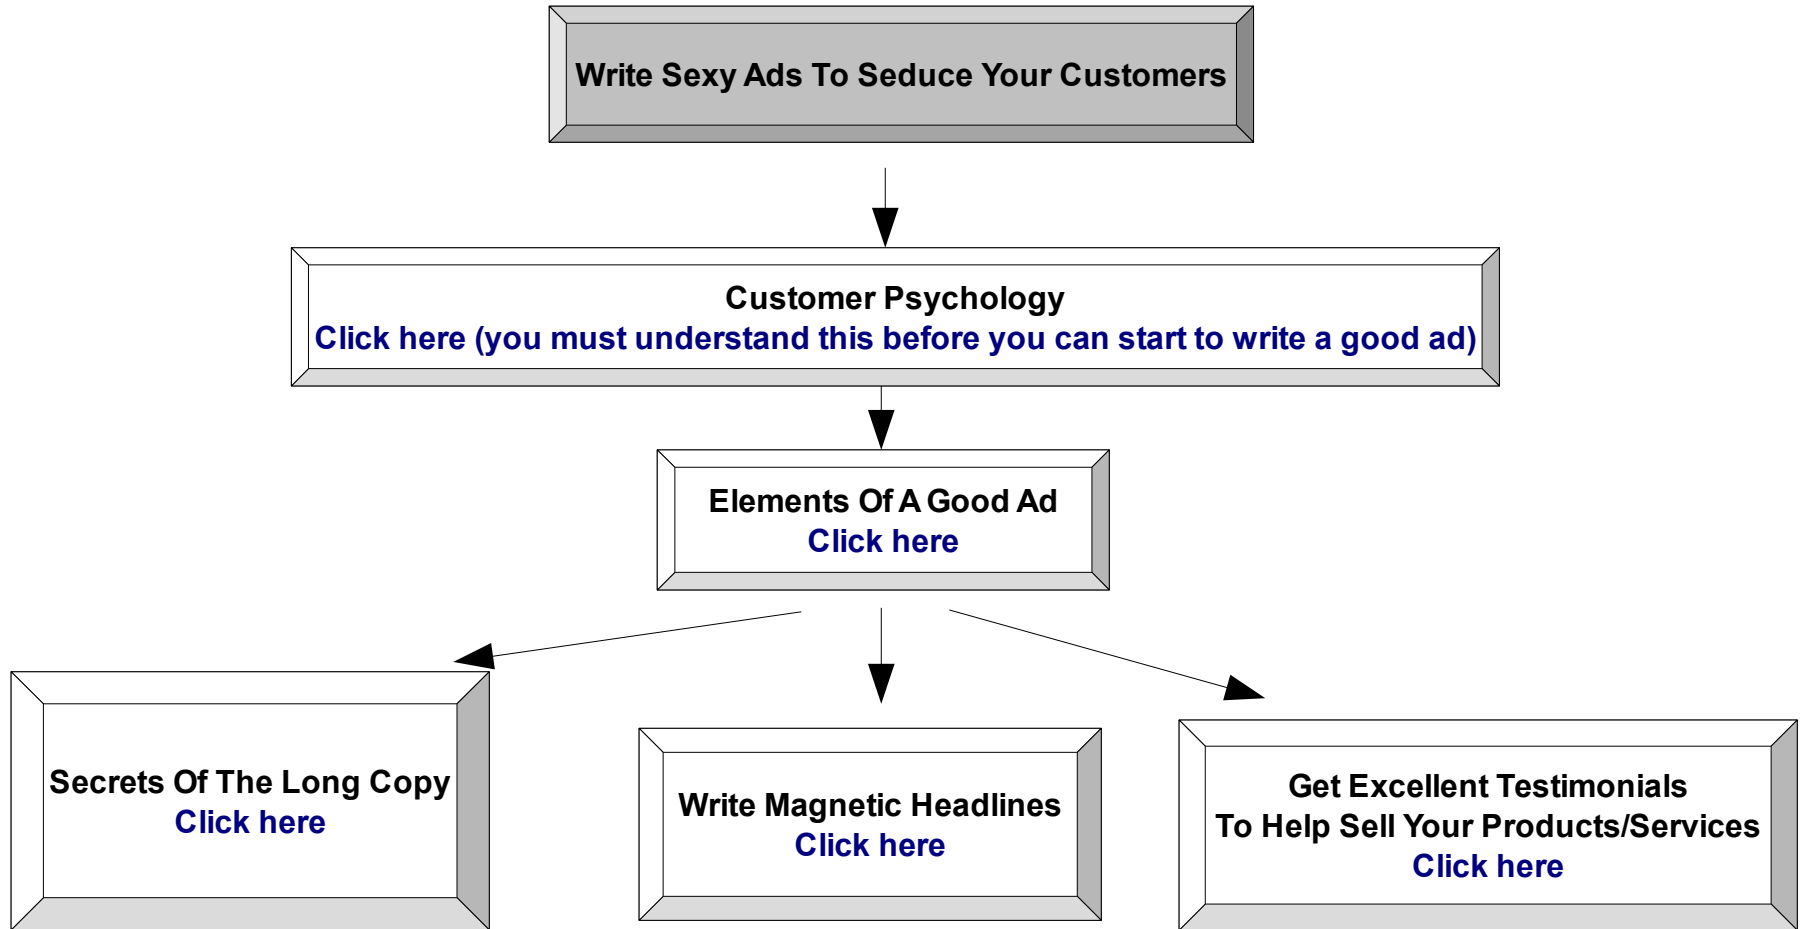 Write Sexy Ads To Seduce Your Customers
Customer Psychology
Click here (you must understand this before you can start to write a good ad)
Elements Of A Good Ad
Click here
Secrets Of The Long Copy
Click here
Write Magnetic Headlines
Click here
Get Excellent Testimonials
To Help Sell Your Products/Services
Click here